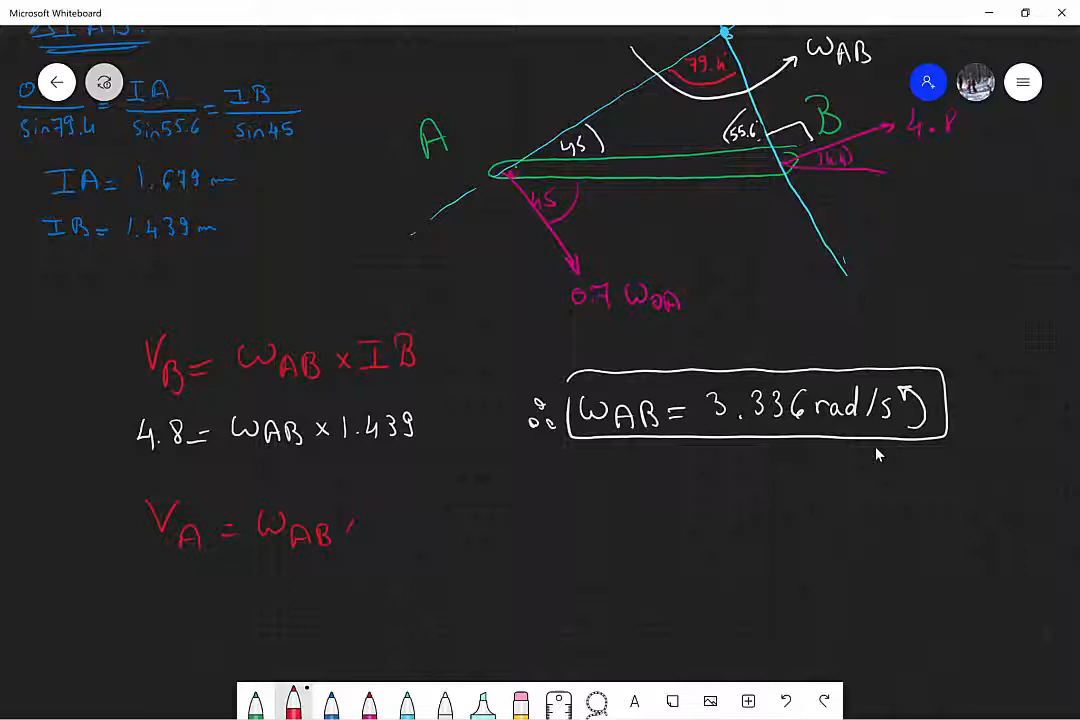 Microsoft Whiteboard
ΔIAB:
0/sin79.4 = IA/sin55.6 = IB/sin45
IA = 1.679 m
IB = 1.439 m
79.4
ωAB
A
45
55.6
B
4.8
45
0.7 ωOA
VB = ωAB × IB
4.8 = ωAB × 1.439
∴ ωAB = 3.336 rad/s
VA = ωAB
A